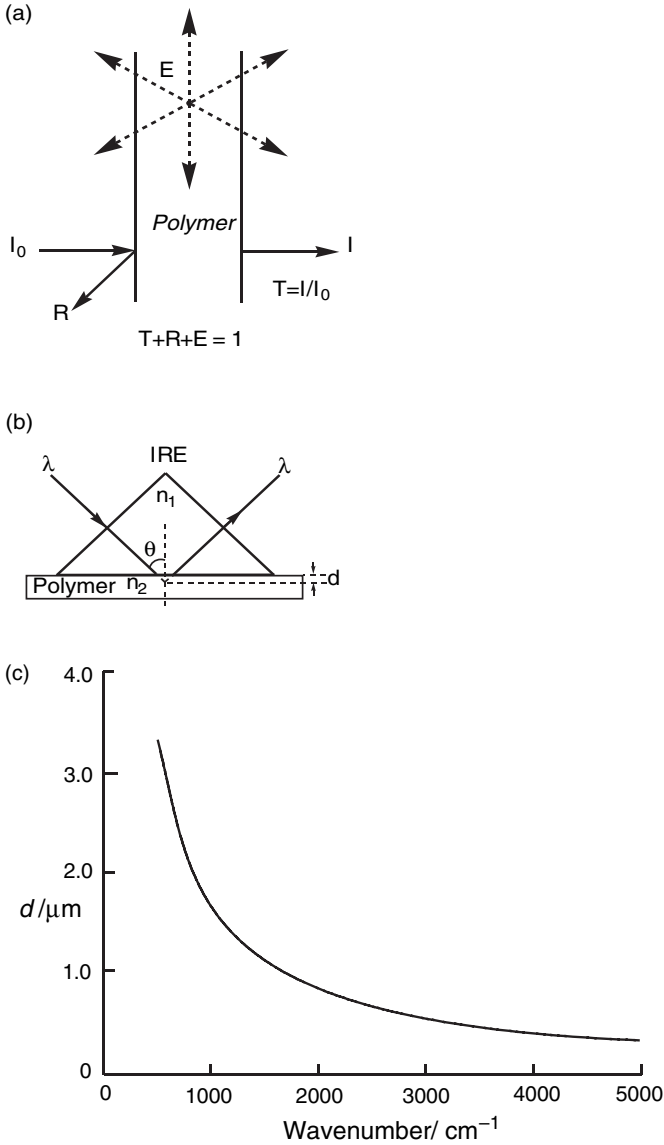 (a)
E
Polymer
I₀
I
R
T=I/I₀
T+R+E = 1
(b)
λ IRE λ
n₁
θ
Polymer n₂ d
(c)
4.0
3.0
2.0
d/μm
1.0
0
0 1000 2000 3000 4000 5000
Wavenumber/ cm⁻¹